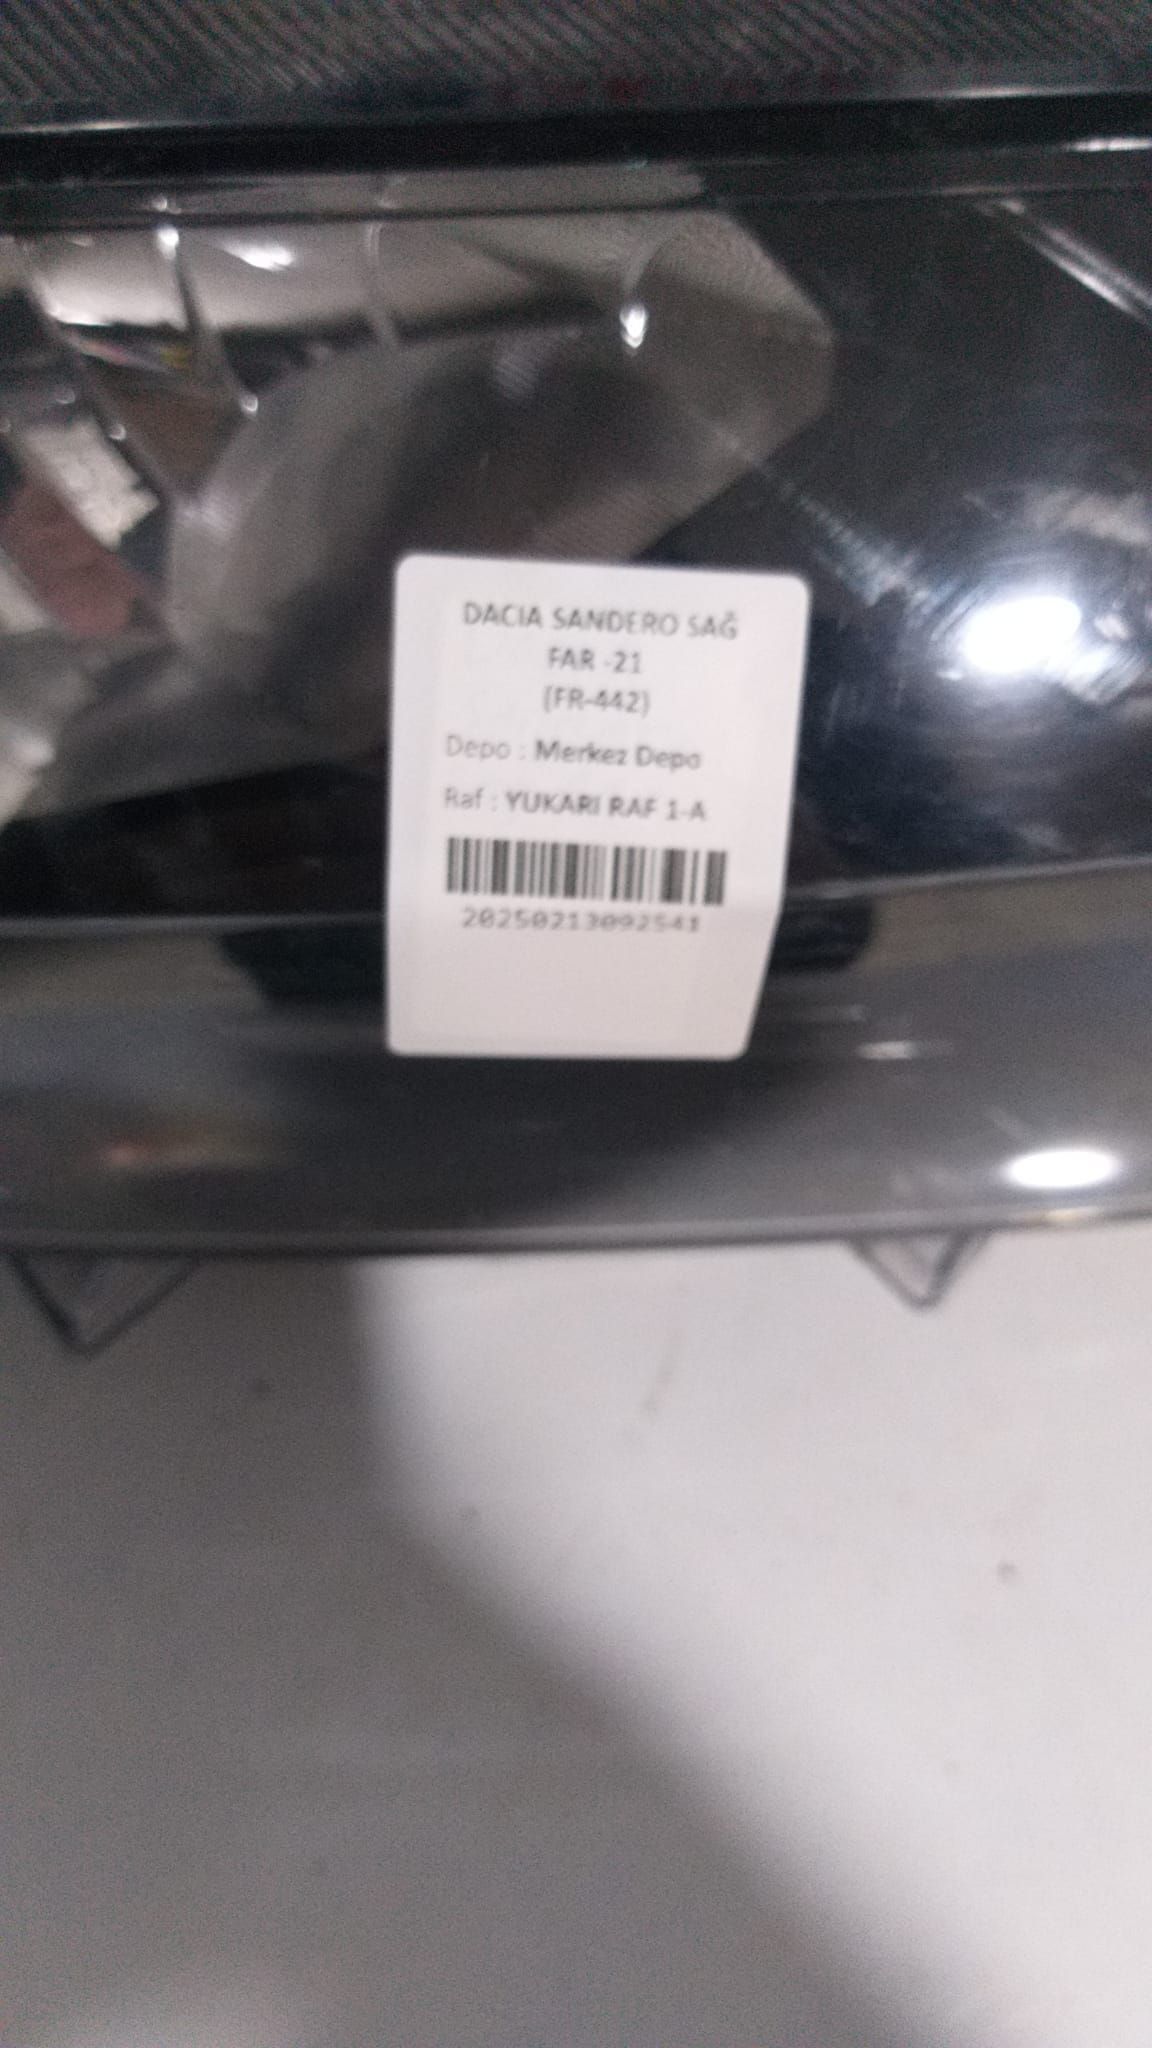 DACIA SANDERO SAĞ
FAR -21
(FR-442)
Depo : Merkez Depo
Raf : YUKARI RAF 1-A
20250213092541